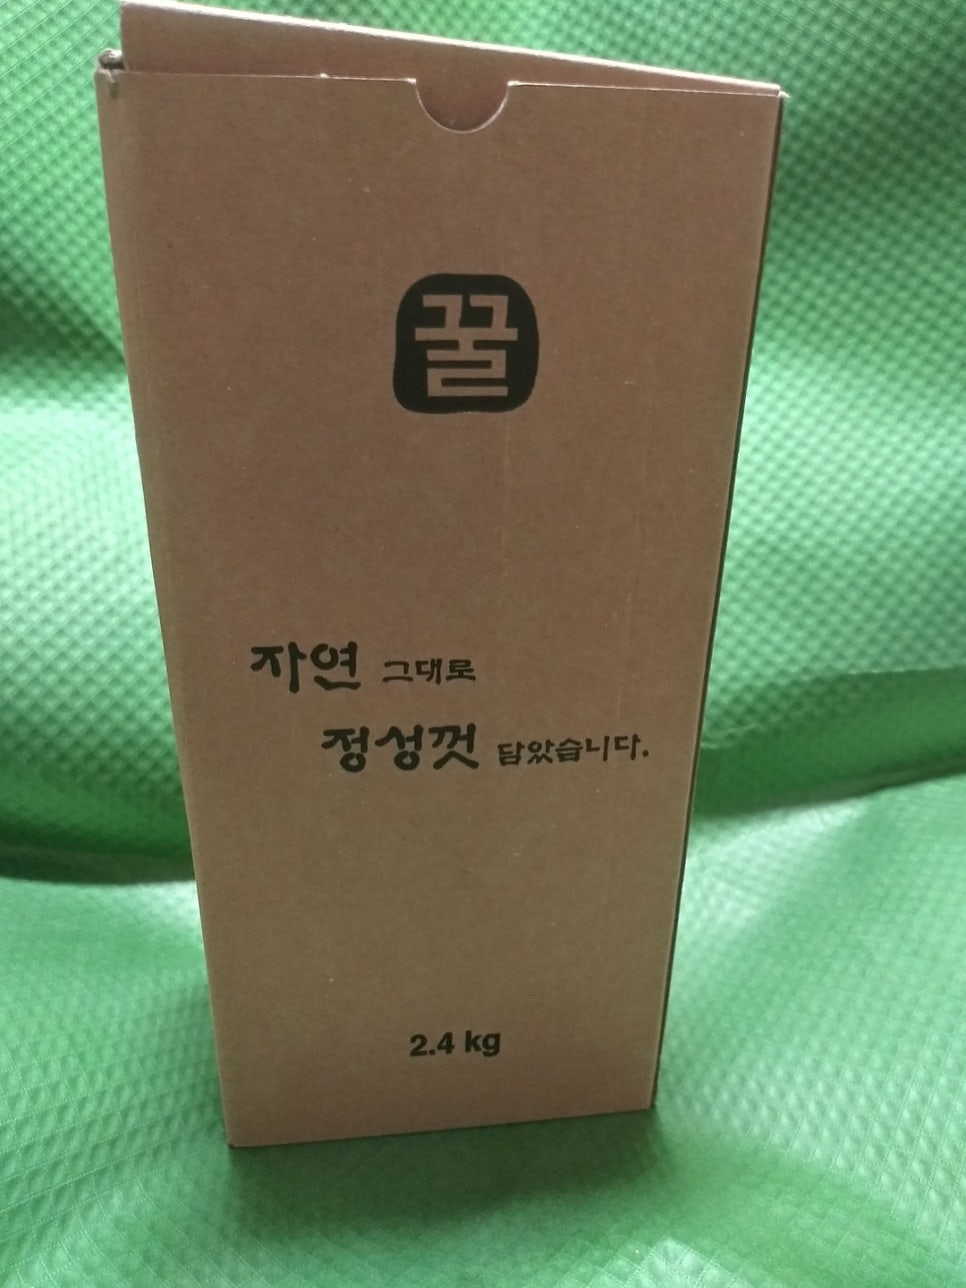 꿀
자연 그대로
정성껏 담았습니다.
2.4 kg